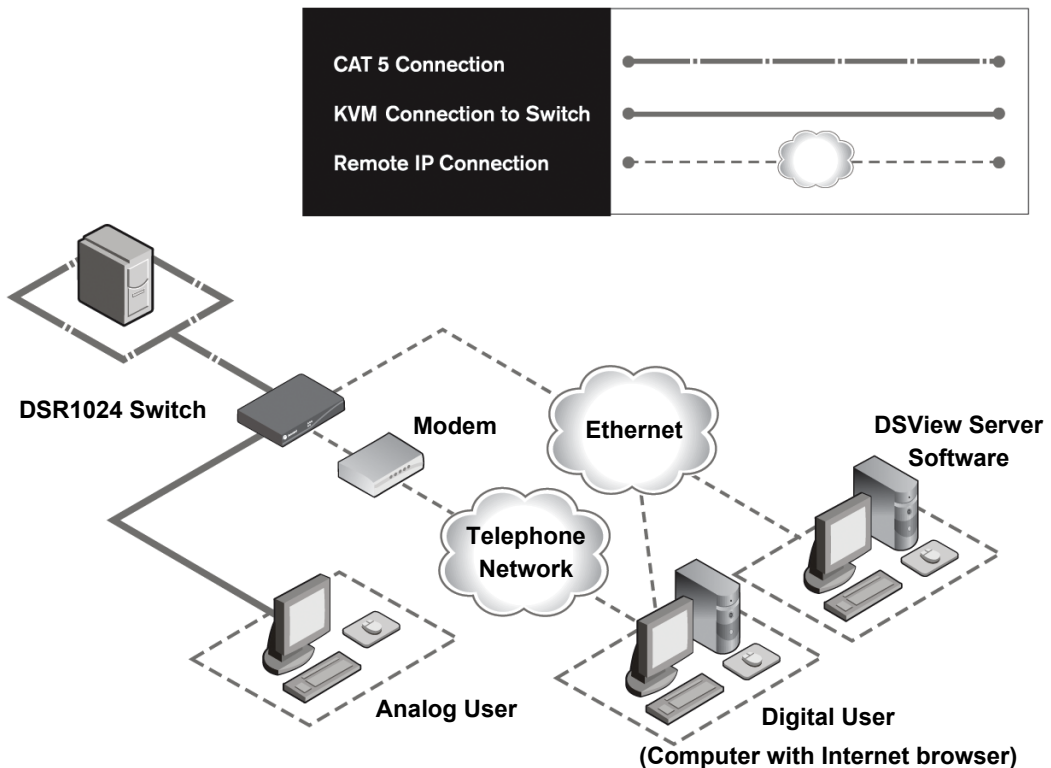 CAT 5 Connection
KVM Connection to Switch
Remote IP Connection
DSR1024 Switch
Modem
Ethernet
DSView Server
Software
Telephone
Network
Analog User
Digital User
(Computer with Internet browser)